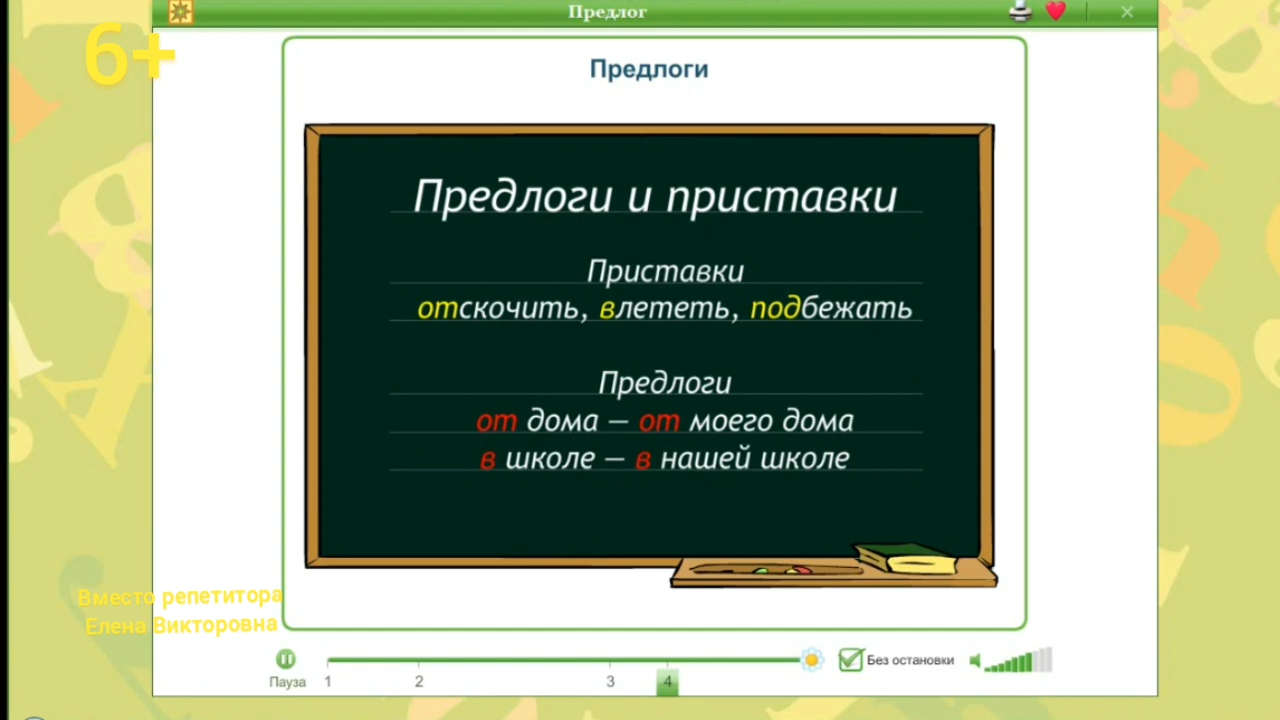 Предлог
6+
Предлоги
Предлоги и приставки
Приставки
отскочить, влететь, подбежать
Предлоги
от дома – от моего дома
в школе – в нашей школе
Вместо репетитора
Елена Викторовна
Пауза
1 2 3 4
Без остановки